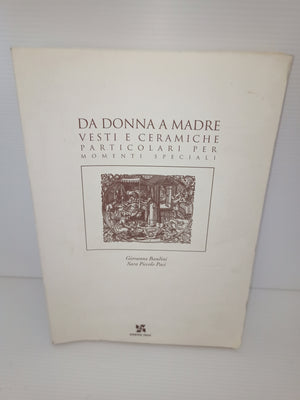 DA DONNA A MADRE
VESTI E CERAMICHE
PARTICOLARI PER
MOMENTI SPECIALI
Giovanna Bandini
Sara Piccolo Paci